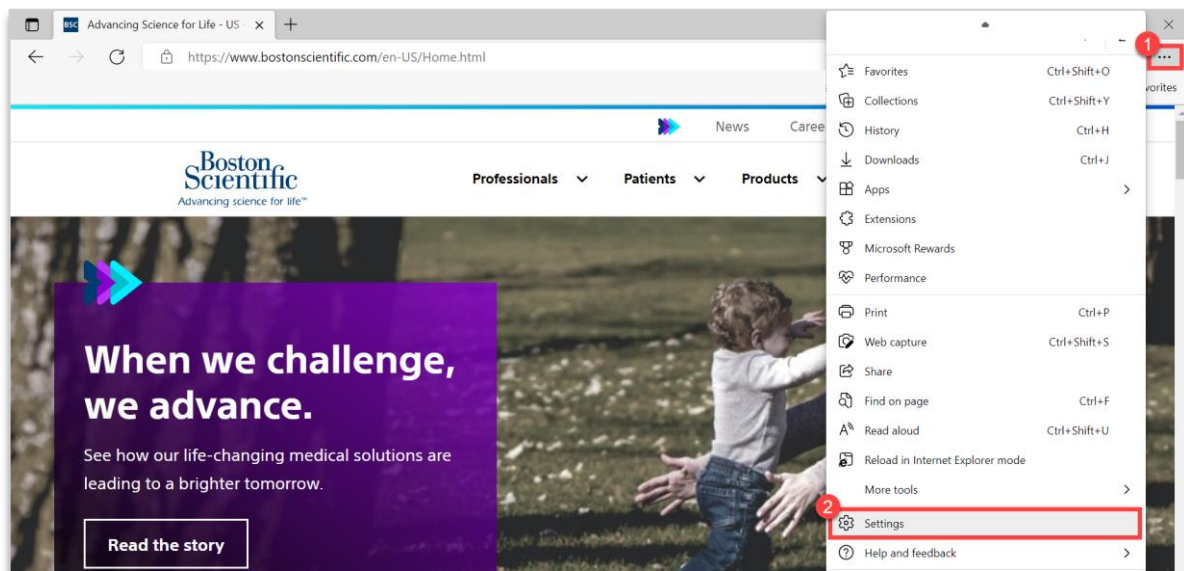 BSC Advancing Science for Life - US -
https://www.bostonscientific.com/en-US/Home.html
1
...
vorites
News Caree
Boston
Scientific
Advancing science for life™
Professionals Patients Products
When we challenge,
we advance.
See how our life-changing medical solutions are
leading to a brighter tomorrow.
Read the story
Favorites Ctrl+Shift+O
Collections Ctrl+Shift+Y
History Ctrl+H
Downloads Ctrl+J
Apps
Extensions
Microsoft Rewards
Performance
Print Ctrl+P
Web capture Ctrl+Shift+S
Share
Find on page Ctrl+F
Read aloud Ctrl+Shift+U
Reload in Internet Explorer mode
More tools
2
Settings
Help and feedback